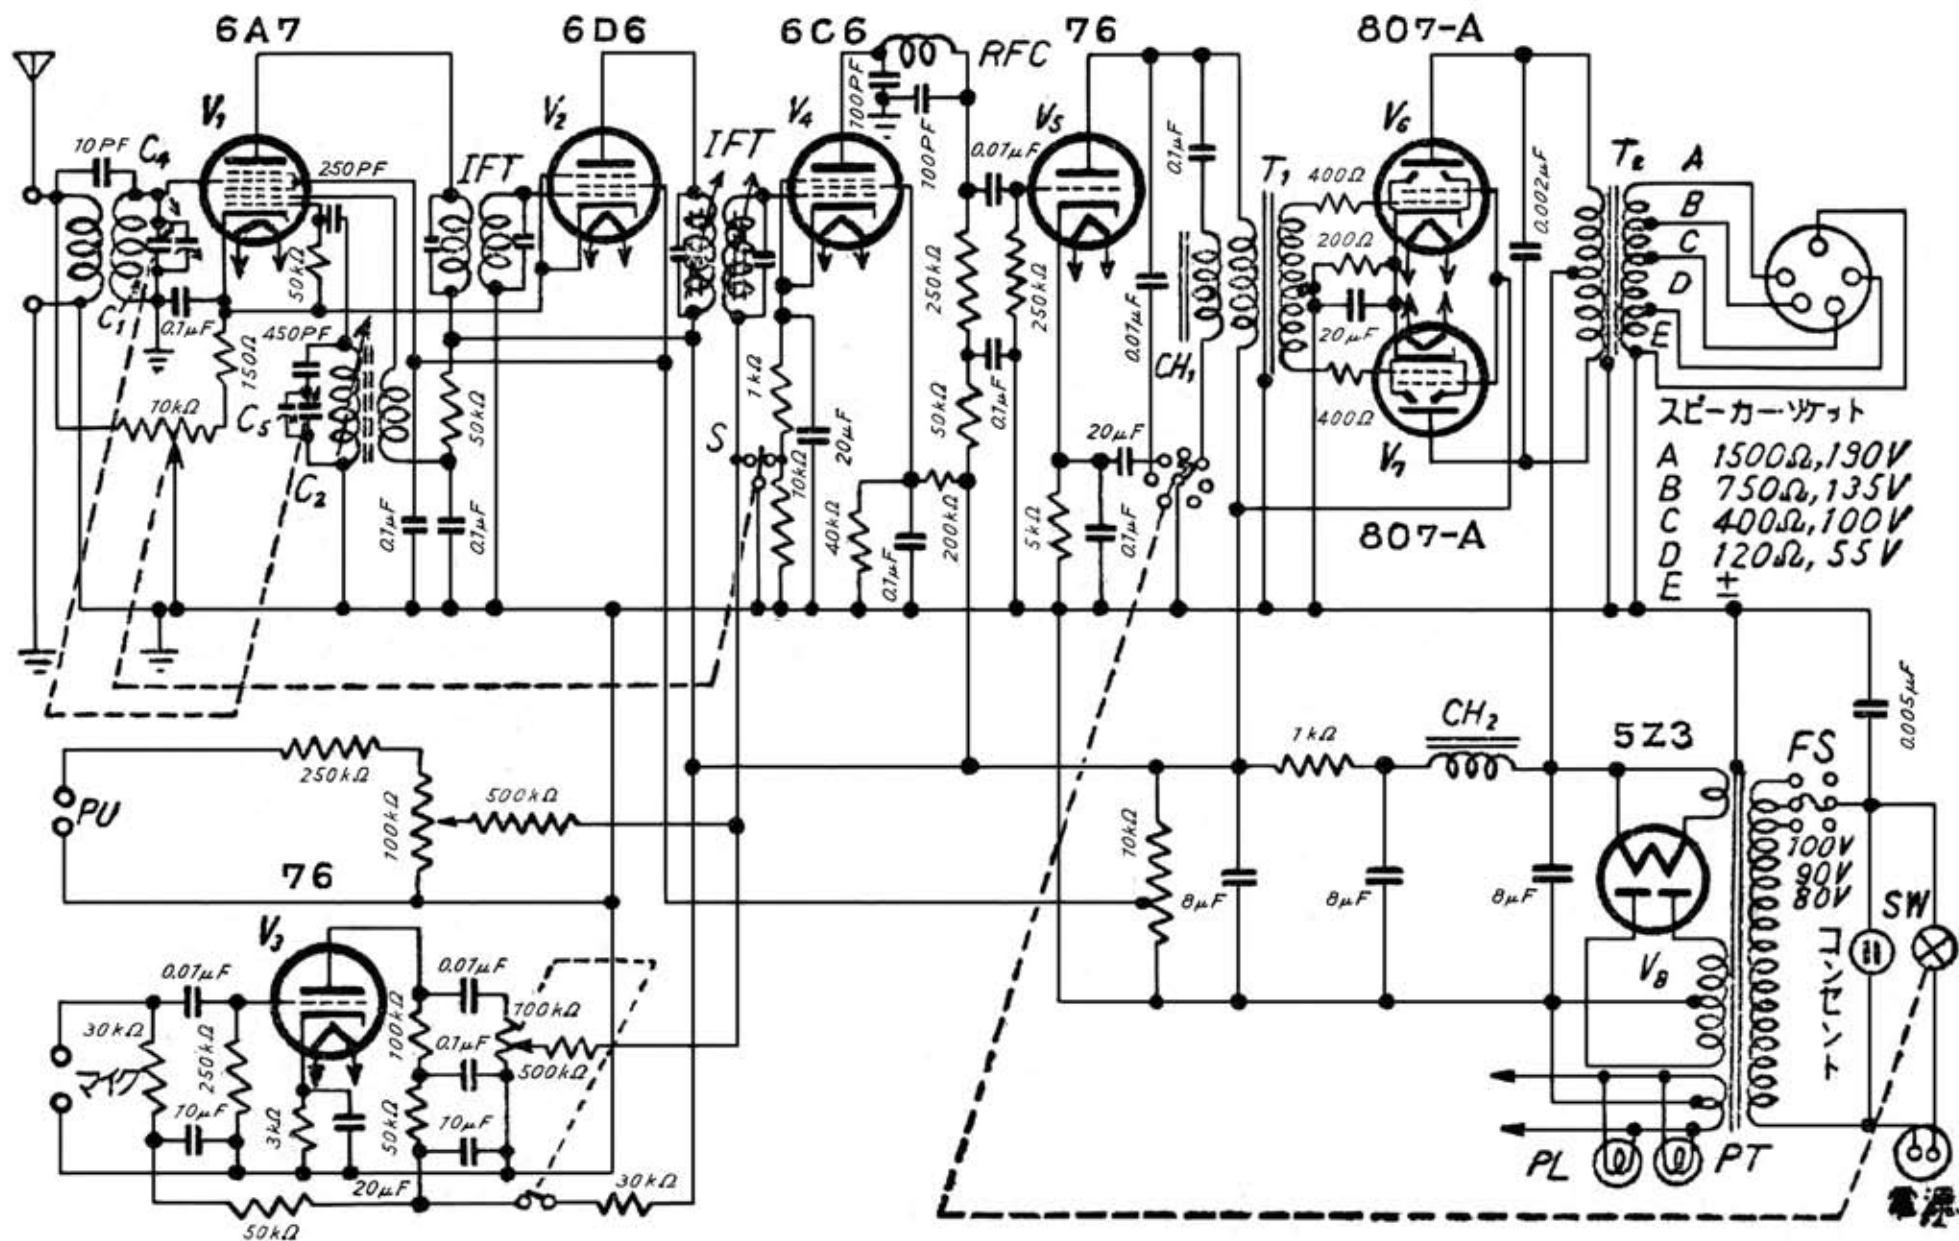 6A7
6D6
6C6
76
807-A
RFC
V1
V2
V4
V5
V6
T1
T2
10PF
C4
250PF
IFT
IFT
100PF
100PF
0.01μF
0.1μF
400Ω
0.002μF
A
B
C
D
E
200Ω
50kΩ
C1
0.1μF
450PF
150Ω
250kΩ
250kΩ
0.01μF
CH1
20μF
400Ω
V7
807-A
10kΩ
C5
C2
50kΩ
1kΩ
S
20μF
50kΩ
0.1μF
20μF
10kΩ
0.1μF
0.1μF
40kΩ
0.1μF
200kΩ
5kΩ
0.1μF
スピーカーソケット
A 1500Ω,190V
B 750Ω,135V
C 400Ω,100V
D 120Ω,55V
E ±
0.005μF
PU
250kΩ
100kΩ
500kΩ
1kΩ
CH2
5Z3
FS
100V
90V
80V
SW
10kΩ
8μF
8μF
8μF
V8
コンセント
76
V3
0.01μF
0.01μF
700kΩ
30kΩ
マイク
250kΩ
100kΩ
0.1μF
500kΩ
10μF
3kΩ
50kΩ
10μF
20μF
50kΩ
30kΩ
PL
PT
電源